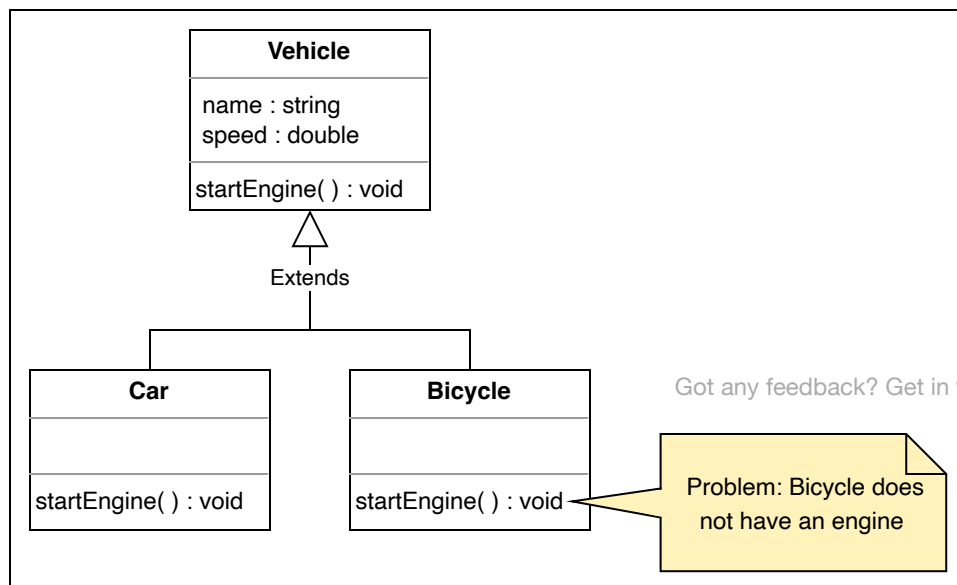 Vehicle
name : string
speed : double
startEngine( ) : void
Extends
Car
startEngine( ) : void
Bicycle
startEngine( ) : void
Got any feedback? Get in
Problem: Bicycle does
not have an engine